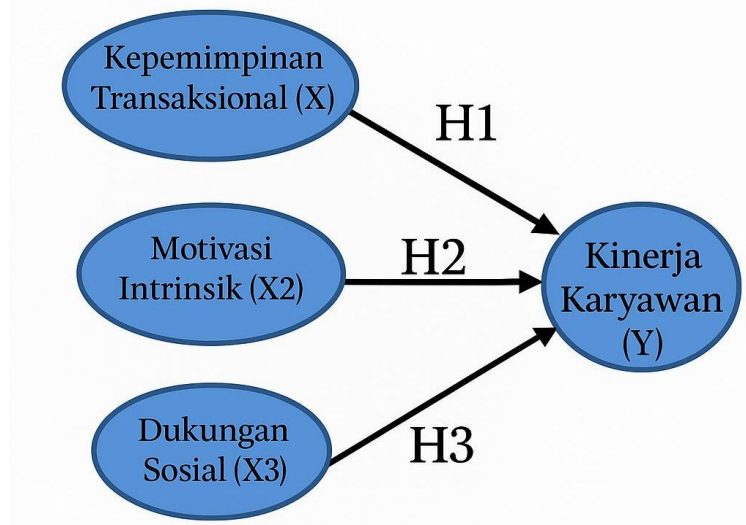 Kepemimpinan
Transaksional (X)
H1
Motivasi
Intrinsik (X2)
H2
Kinerja
Karyawan
(Y)
Dukungan
Sosial (X3)
H3